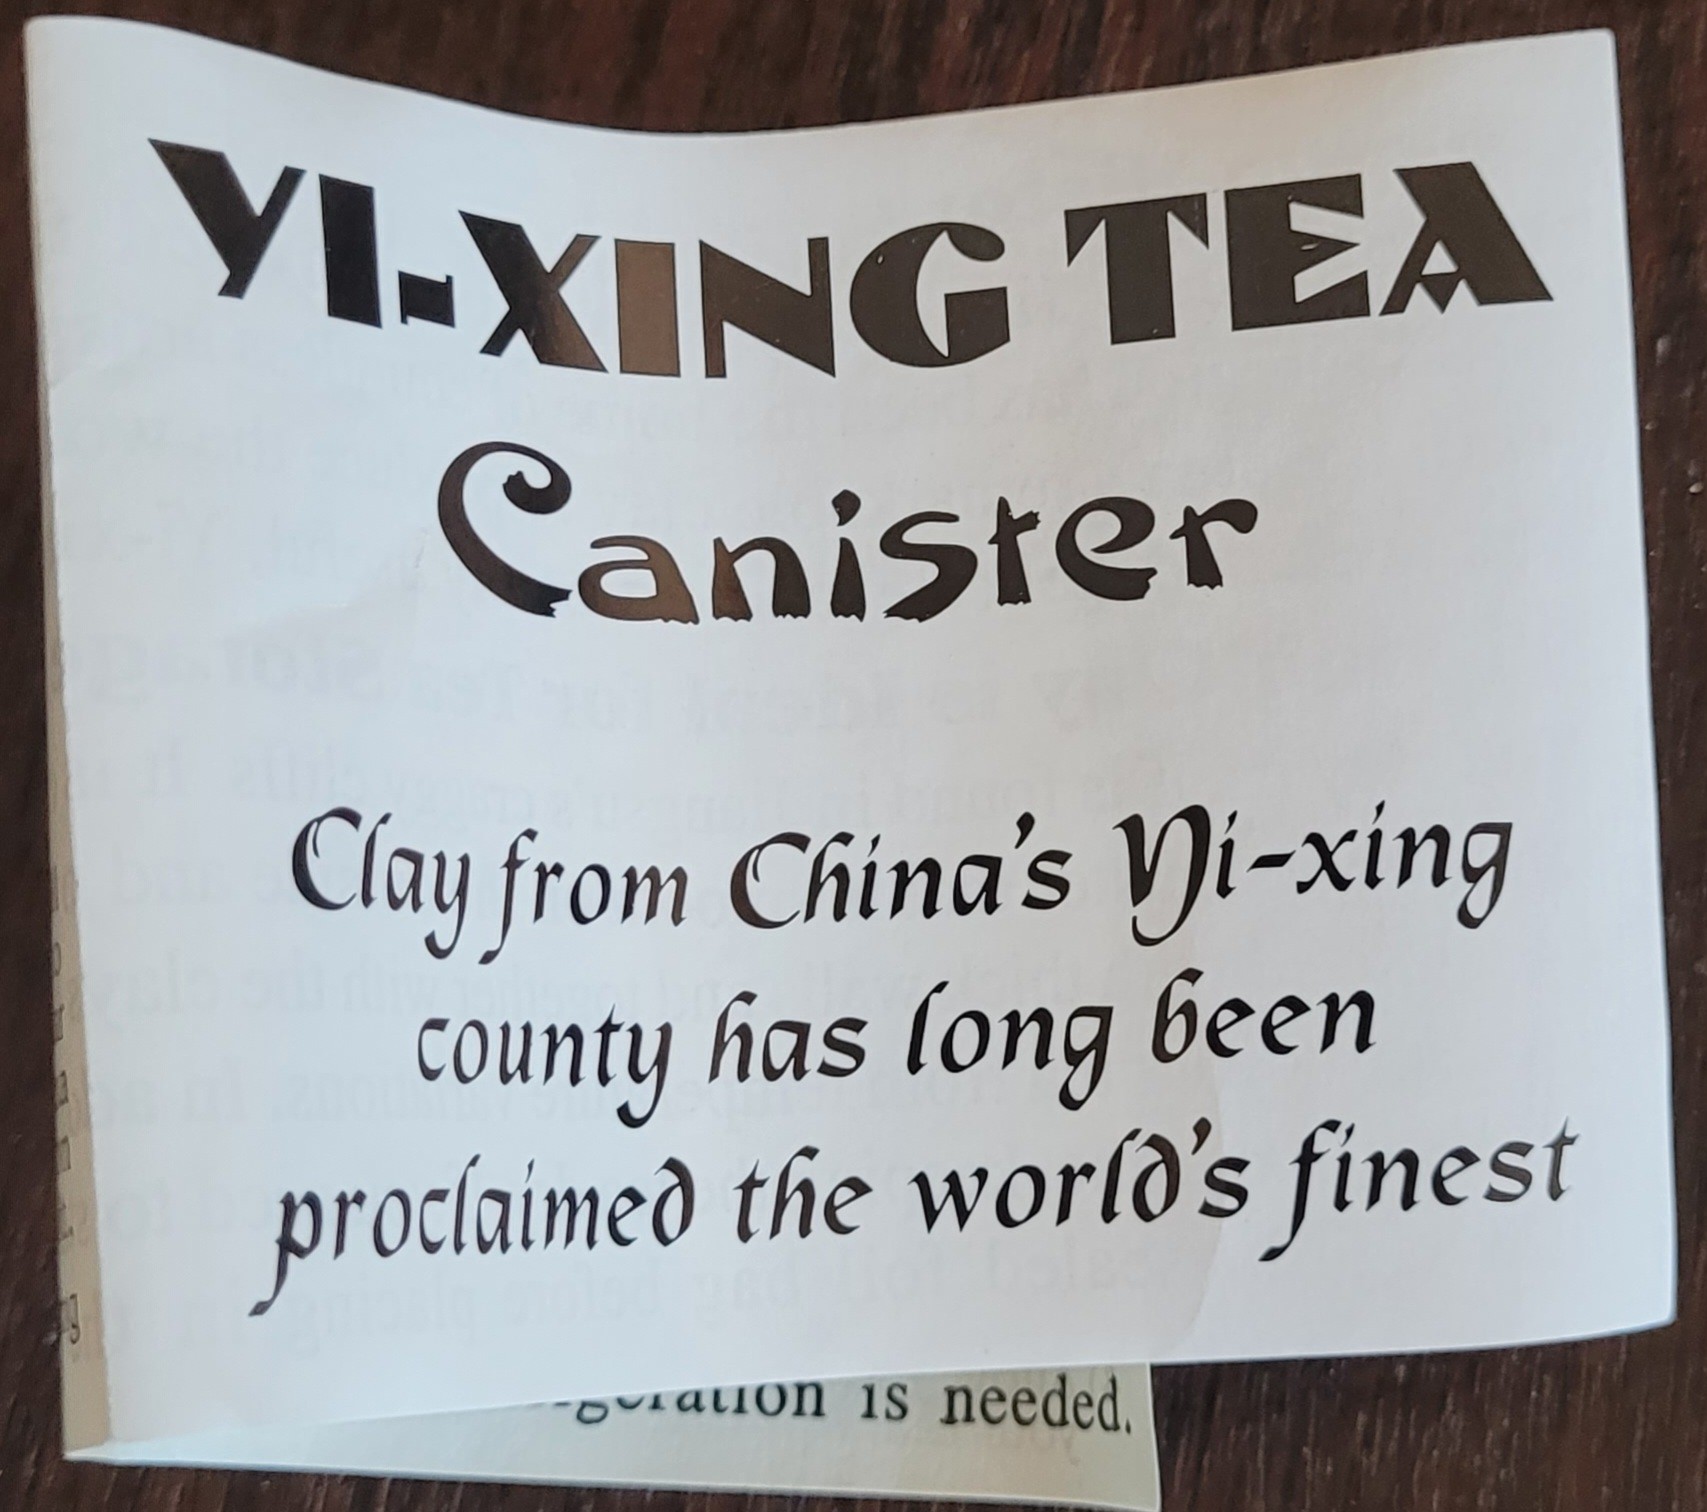 YI-XING TEA
Canister
Clay from China's Yi-xing
county has long been
proclaimed the world's finest
is needed.